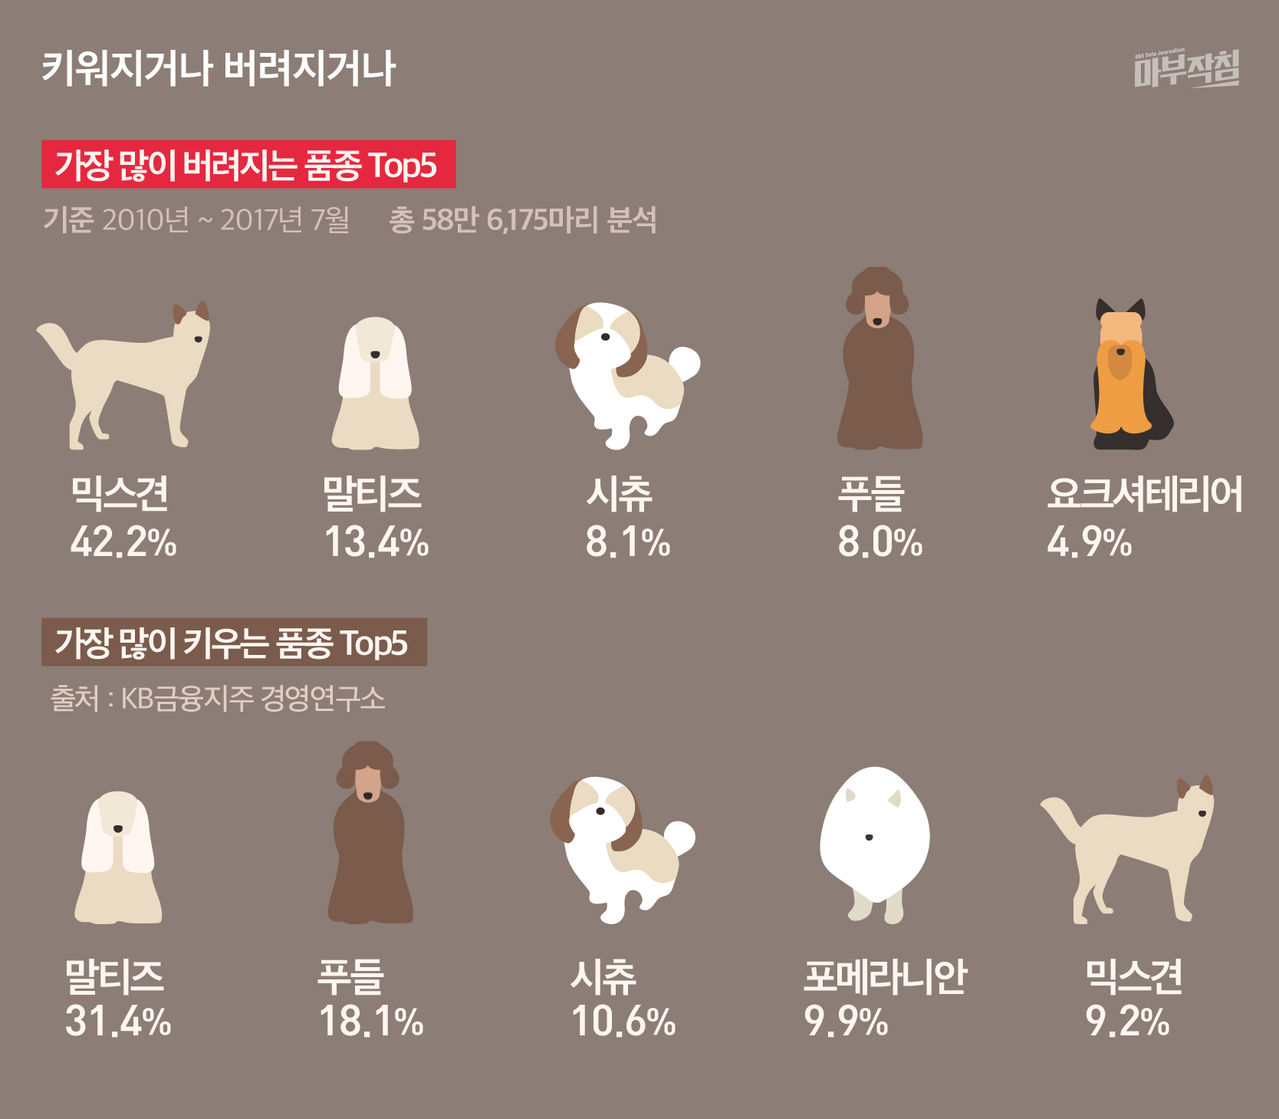 키워지거나 버려지거나
SBS Data Journalism
마부작침
가장 많이 버려지는 품종 Top5
기준 2010년 ~ 2017년 7월 총 58만 6,175마리 분석
믹스견 말티즈 시츄 푸들 요크셔테리어
42.2% 13.4% 8.1% 8.0% 4.9%
가장 많이 키우는 품종 Top5
출처 : KB금융지주 경영연구소
말티즈 푸들 시츄 포메라니안 믹스견
31.4% 18.1% 10.6% 9.9% 9.2%